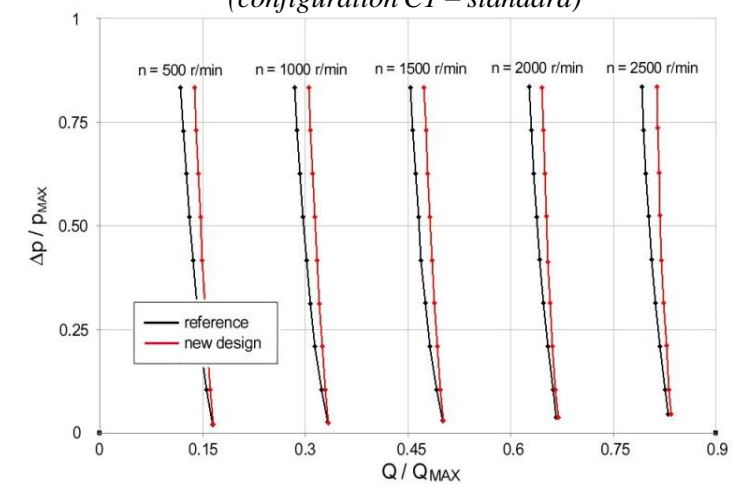 (configuration C1 – standard)
1
n = 500 r/min n = 1000 r/min n = 1500 r/min n = 2000 r/min n = 2500 r/min
0.75
0.50
0.25
0
Δp / pMAX
reference
new design
0 0.15 0.3 0.45 0.6 0.75 0.9
Q / QMAX